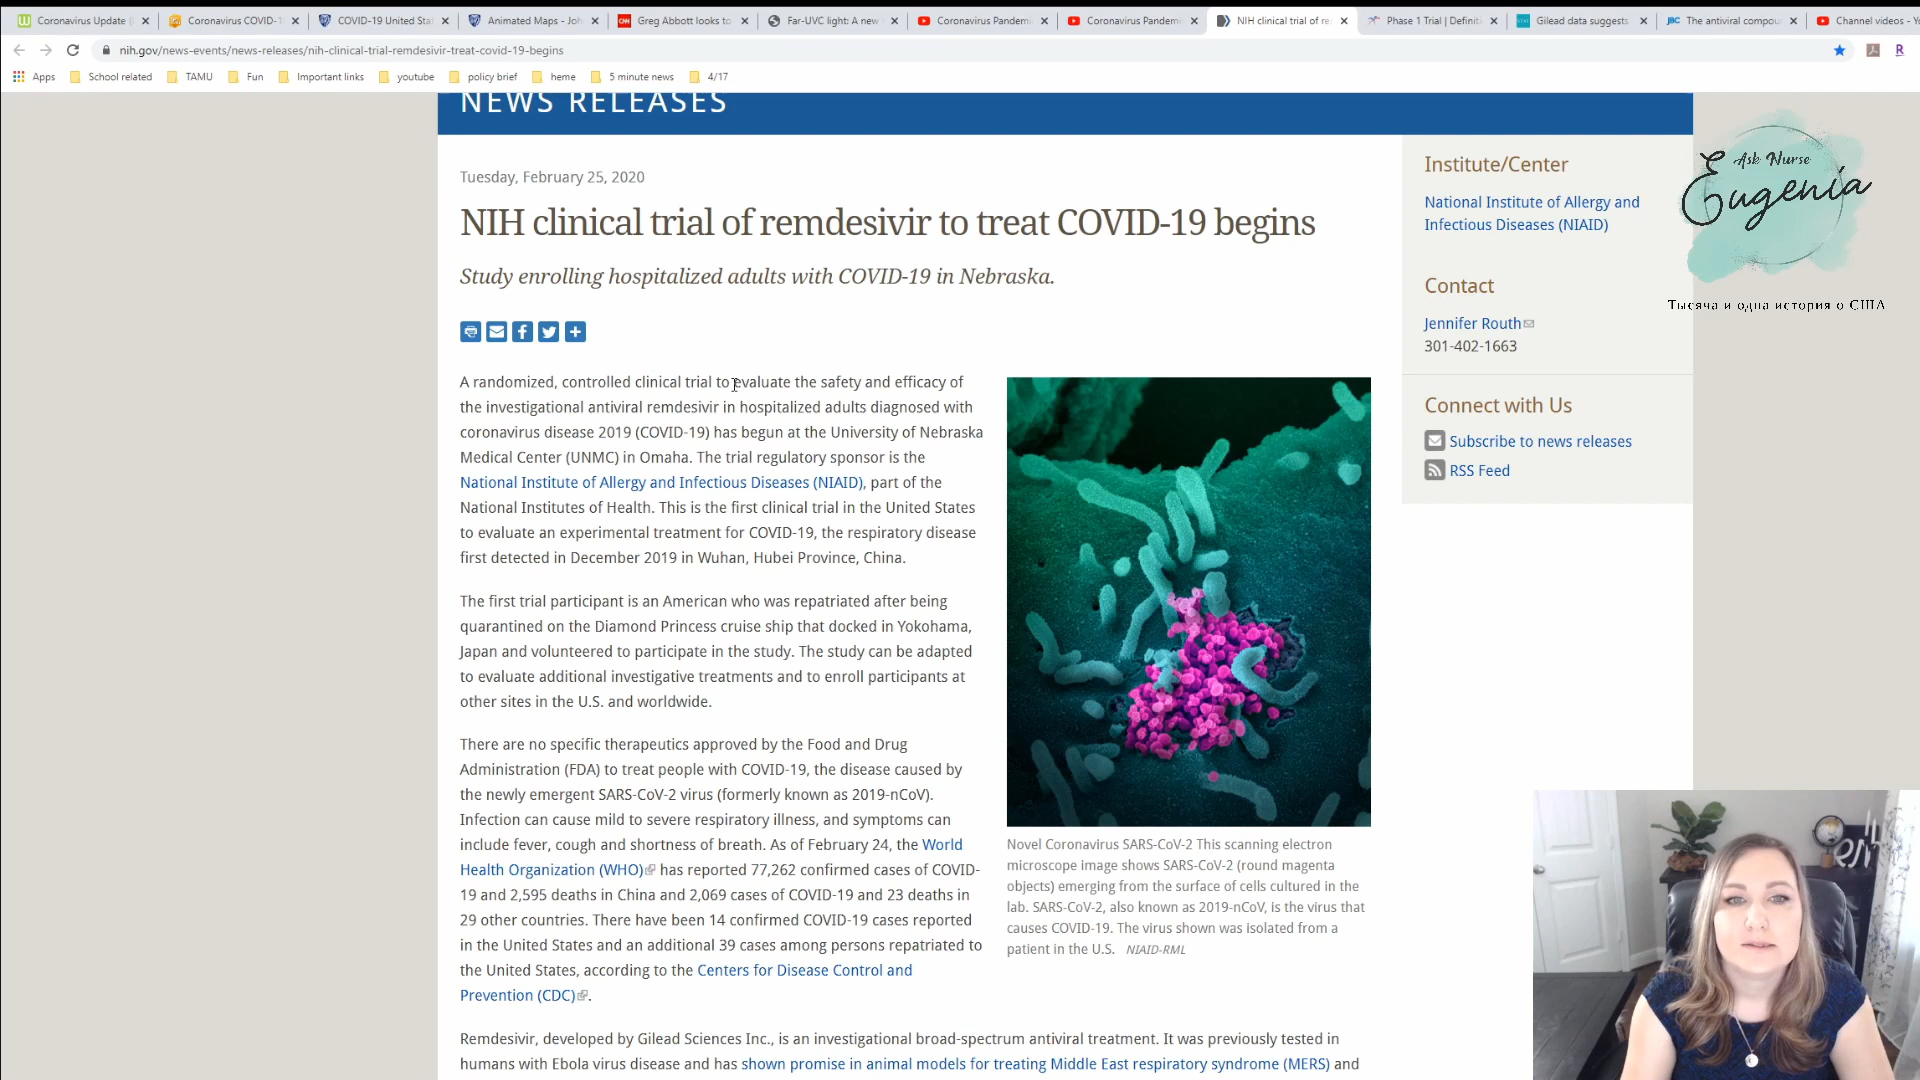 Coronavirus Update (
Coronavirus COVID-1
COVID-19 United Sta
Animated Maps - Joh
Greg Abbott looks to
Far-UVC light: A new
Coronavirus Pandemi
Coronavirus Pandemi
NIH clinical trial of re
Phase 1 Trial | Definiti
Gilead data suggests
The antiviral compou
Channel videos - Yo
nih.gov/news-events/news-releases/nih-clinical-trial-remdesivir-treat-covid-19-begins
Apps
School related
TAMU
Fun
Important links
youtube
policy brief
heme
5 minute news
4/17
NEWS RELEASES
Tuesday, February 25, 2020
NIH clinical trial of remdesivir to treat COVID-19 begins
Study enrolling hospitalized adults with COVID-19 in Nebraska.
A randomized, controlled clinical trial to evaluate the safety and efficacy of
the investigational antiviral remdesivir in hospitalized adults diagnosed with
coronavirus disease 2019 (COVID-19) has begun at the University of Nebraska
Medical Center (UNMC) in Omaha. The trial regulatory sponsor is the
National Institute of Allergy and Infectious Diseases (NIAID), part of the
National Institutes of Health. This is the first clinical trial in the United States
to evaluate an experimental treatment for COVID-19, the respiratory disease
first detected in December 2019 in Wuhan, Hubei Province, China.
The first trial participant is an American who was repatriated after being
quarantined on the Diamond Princess cruise ship that docked in Yokohama,
Japan and volunteered to participate in the study. The study can be adapted
to evaluate additional investigative treatments and to enroll participants at
other sites in the U.S. and worldwide.
There are no specific therapeutics approved by the Food and Drug
Administration (FDA) to treat people with COVID-19, the disease caused by
the newly emergent SARS-CoV-2 virus (formerly known as 2019-nCoV).
Infection can cause mild to severe respiratory illness, and symptoms can
include fever, cough and shortness of breath. As of February 24, the World
Health Organization (WHO) has reported 77,262 confirmed cases of COVID-
19 and 2,595 deaths in China and 2,069 cases of COVID-19 and 23 deaths in
29 other countries. There have been 14 confirmed COVID-19 cases reported
in the United States and an additional 39 cases among persons repatriated to
the United States, according to the Centers for Disease Control and
Prevention (CDC).
Remdesivir, developed by Gilead Sciences Inc., is an investigational broad-spectrum antiviral treatment. It was previously tested in
humans with Ebola virus disease and has shown promise in animal models for treating Middle East respiratory syndrome (MERS) and
Novel Coronavirus SARS-CoV-2 This scanning electron
microscope image shows SARS-CoV-2 (round magenta
objects) emerging from the surface of cells cultured in the
lab. SARS-CoV-2, also known as 2019-nCoV, is the virus that
causes COVID-19. The virus shown was isolated from a
patient in the U.S. NIAID-RML
Institute/Center
National Institute of Allergy and
Infectious Diseases (NIAID)
Contact
Jennifer Routh
301-402-1663
Connect with Us
Subscribe to news releases
RSS Feed
Ask Nurse
Eugenia
Тысяча и одна история о США